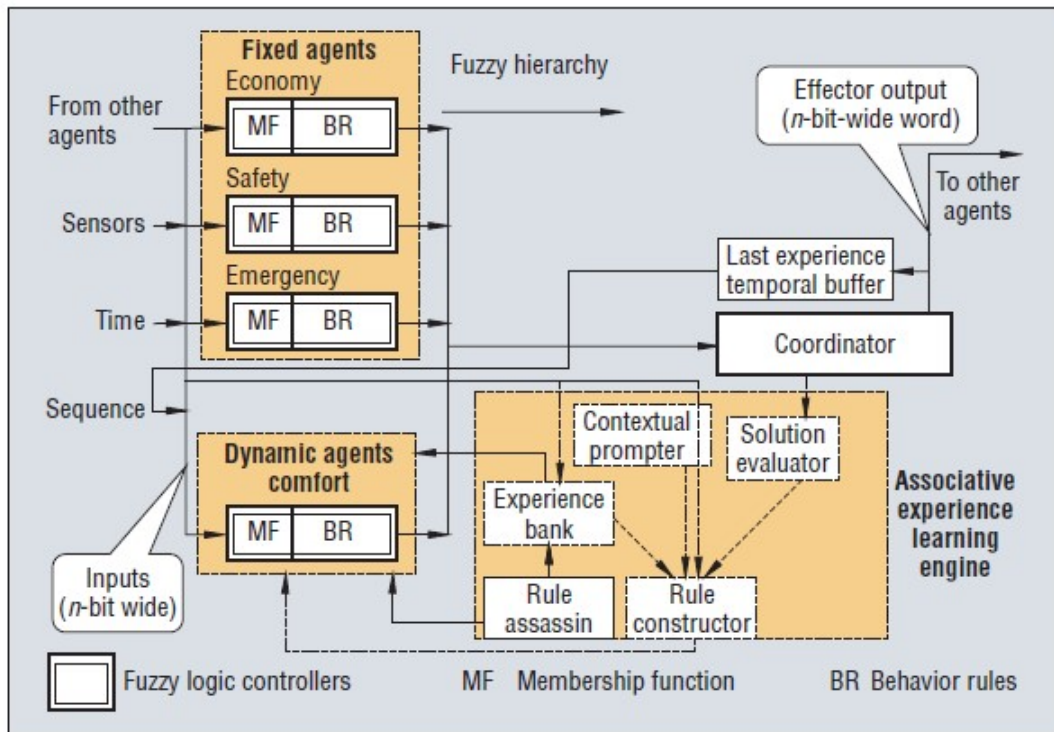 Fixed agents
Economy
MF BR
Safety
MF BR
Emergency
MF BR
From other
agents
Sensors
Time
Sequence
Fuzzy hierarchy
Effector output
(n-bit-wide word)
To other
agents
Last experience
temporal buffer
Coordinator
Dynamic agents
comfort
MF BR
Inputs
(n-bit wide)
Contextual
prompter
Solution
evaluator
Experience
bank
Rule
assassin
Rule
constructor
Associative
experience
learning
engine
Fuzzy logic controllers
MF Membership function
BR Behavior rules